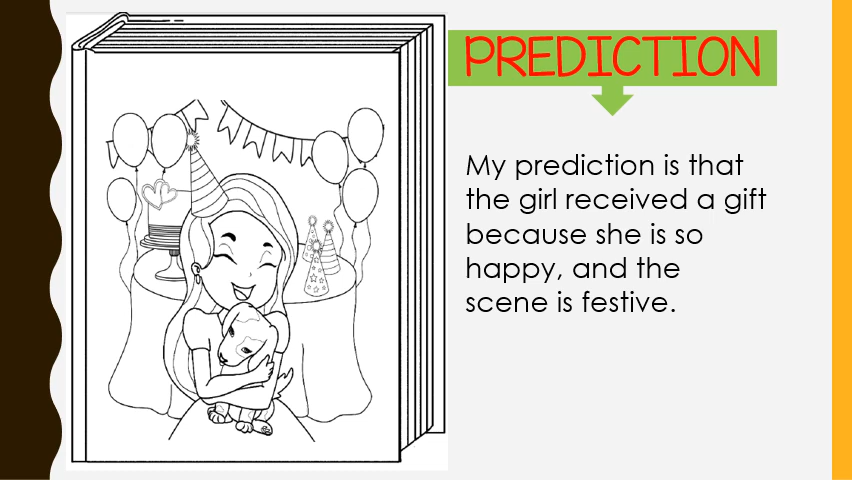 PREDICTION
My prediction is that
the girl received a gift
because she is so
happy, and the
scene is festive.